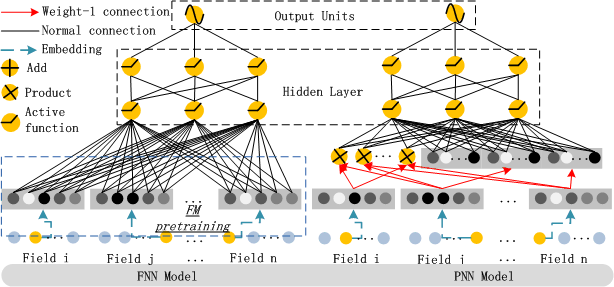 Weight-1 connection
Normal connection
Embedding
Add
Product
Active
function
Output Units
Hidden Layer
FM
pretraining
Field i
Field j
Field n
Field i
Field j
Field n
FNN Model
PNN Model